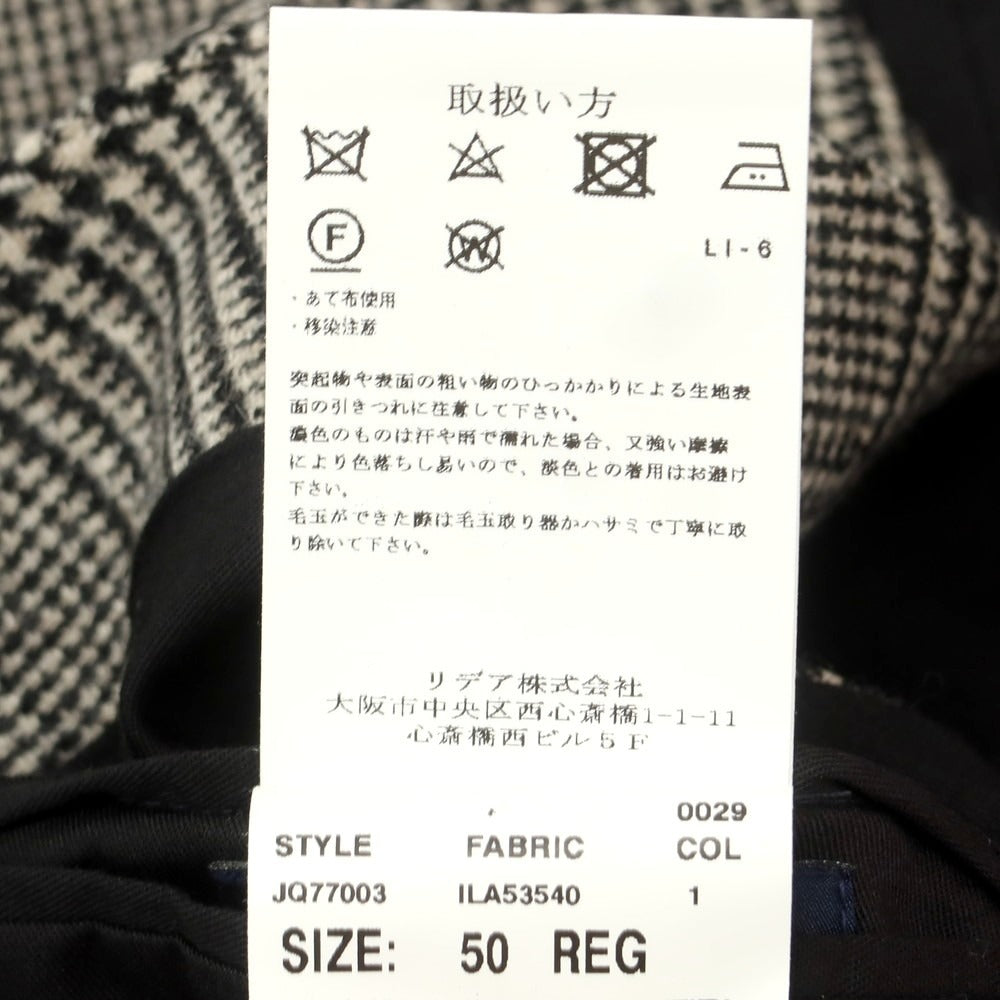 取扱い方
F W LI-6
・あて布使用
・移染注意
突起物や表面の粗い物のひっかかりによる生地表
面の引きつれに注意して下さい。
濃色のものは汗や雨で濡れた場合、又強い摩擦
により色落ちし易いので、淡色との着用はお避け
下さい。
毛玉ができた際は毛玉取り器かハサミで丁寧に取
り除いて下さい。
リデア株式会社
大阪市中央区西心斎橋1-1-11
心斎橋西ビル5F
0029
STYLE FABRIC COL
JQ77003 ILA53540 1
SIZE: 50 REG